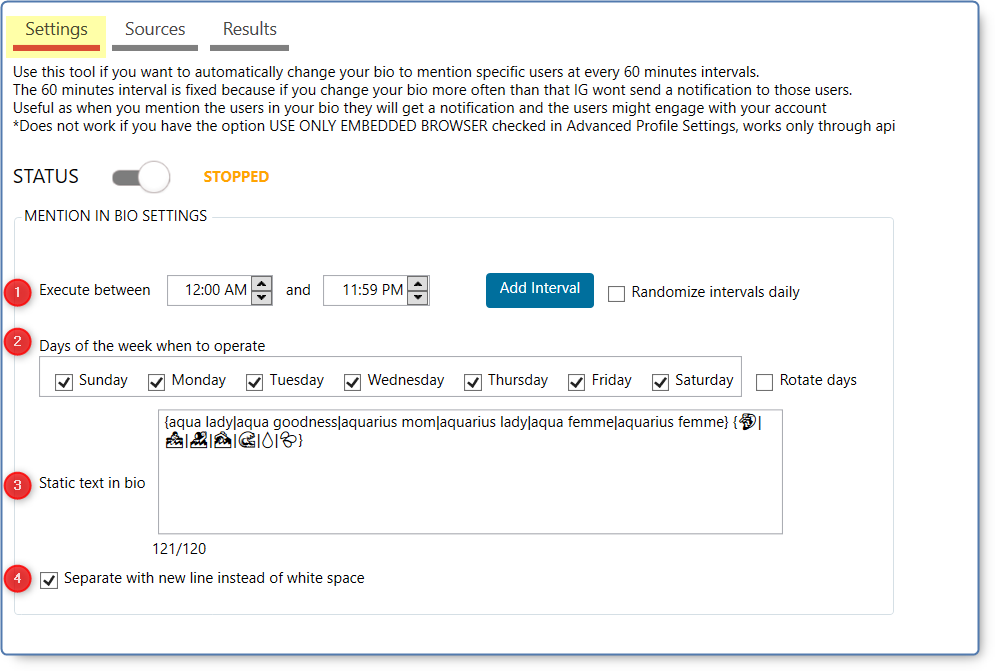 Settings Sources Results
Use this tool if you want to automatically change your bio to mention specific users at every 60 minutes intervals.
The 60 minutes interval is fixed because if you change your bio more often than that IG wont send a notification to those users.
Useful as when you mention the users in your bio they will get a notification and the users might engage with your account
*Does not work if you have the option USE ONLY EMBEDDED BROWSER checked in Advanced Profile Settings, works only through api
STATUS STOPPED
MENTION IN BIO SETTINGS
1 Execute between 12:00 AM and 11:59 PM Add Interval Randomize intervals daily
2 Days of the week when to operate
Sunday Monday Tuesday Wednesday Thursday Friday Saturday Rotate days
{aqua lady|aqua goodness|aquarius mom|aquarius lady|aqua femme|aquarius femme} {|
||||||}
3 Static text in bio
121/120
4 Separate with new line instead of white space